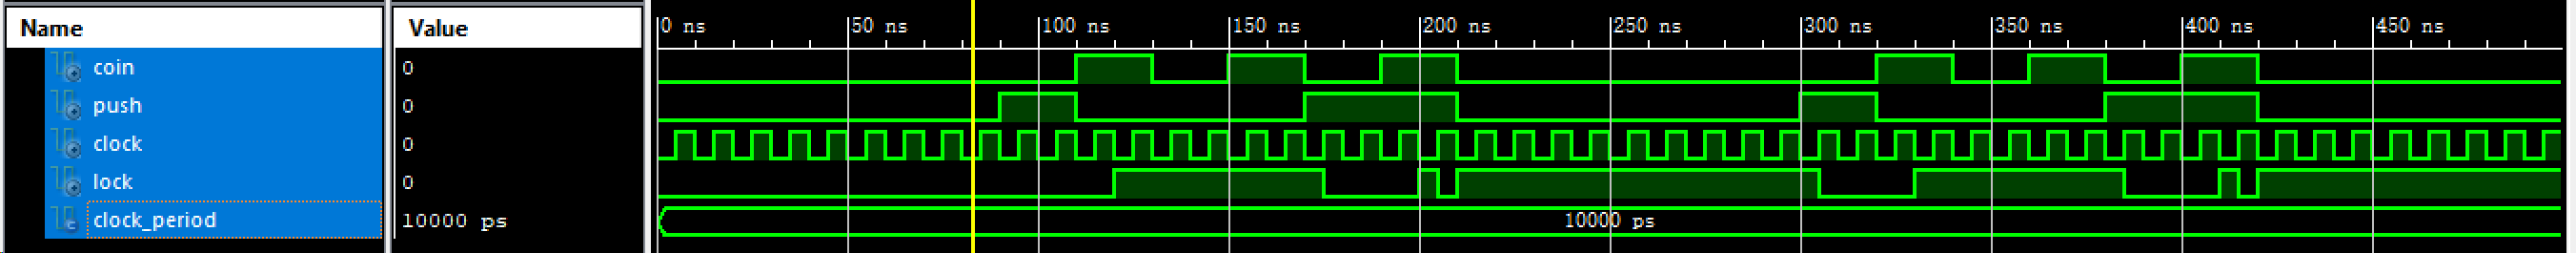 Name Value 0 ns 50 ns 100 ns 150 ns 200 ns 250 ns 300 ns 350 ns 400 ns 450 ns
coin 0
push 0
clock 0
lock 0
clock_period 10000 ps 10000 ps